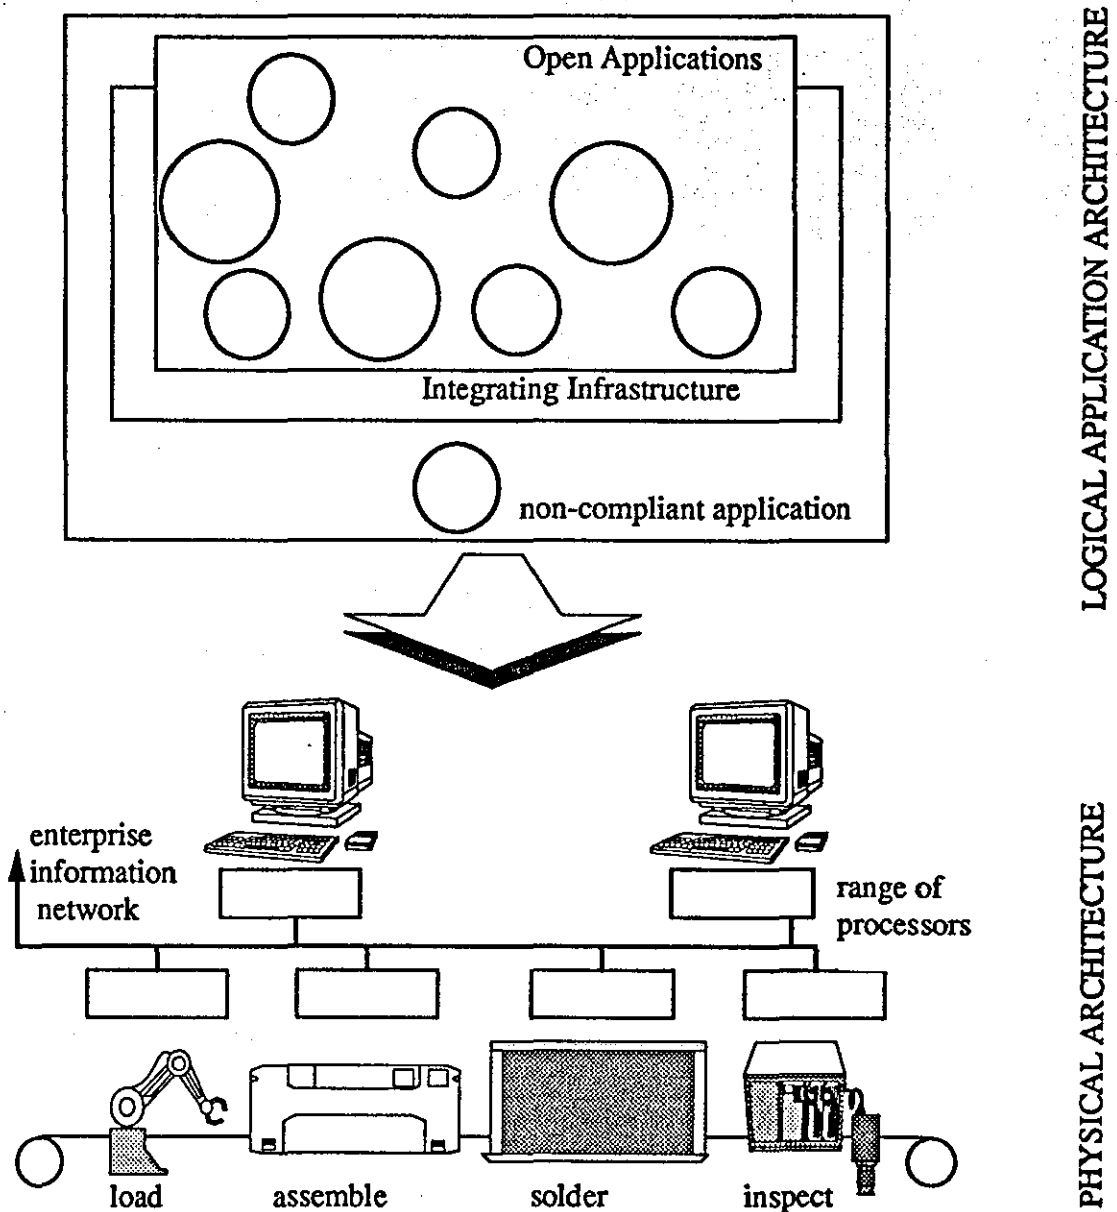 Open Applications
Integrating Infrastructure
non-compliant application
LOGICAL APPLICATION ARCHITECTURE
enterprise
information
network
range of
processors
load
assemble
solder
inspect
PHYSICAL ARCHITECTURE